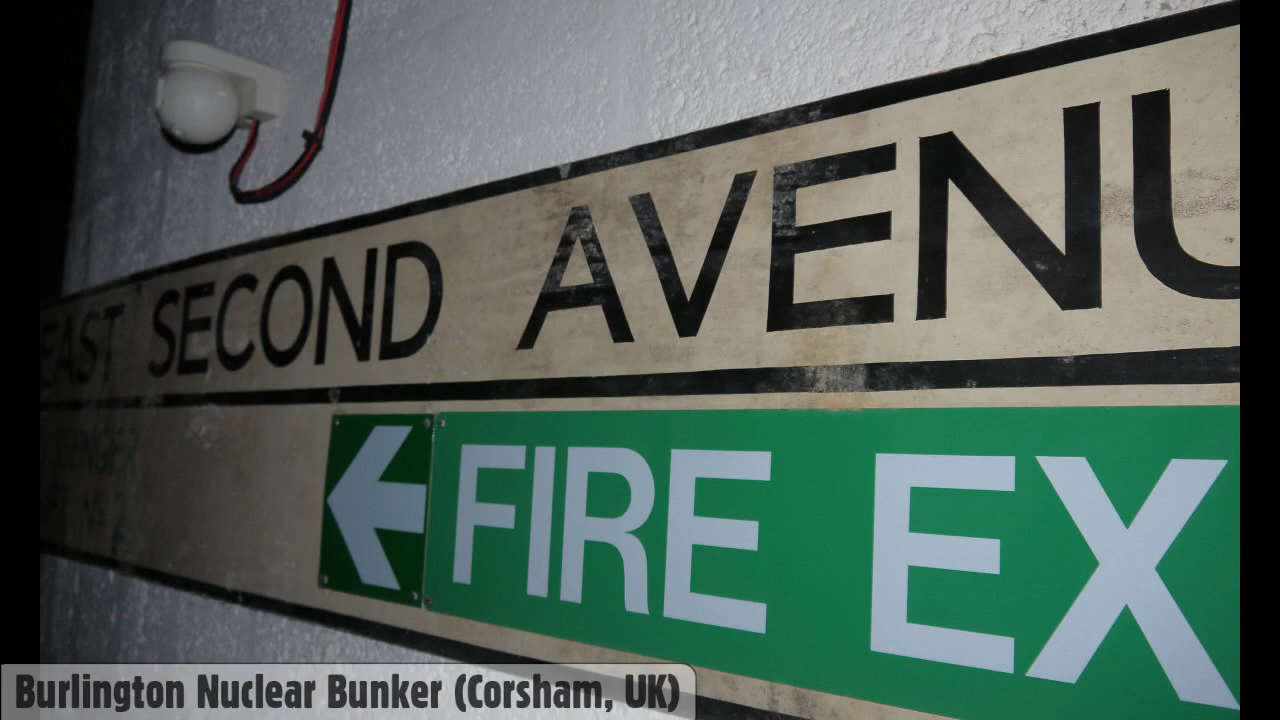 EAST SECOND AVENU
FIRE EX
Burlington Nuclear Bunker (Corsham, UK)